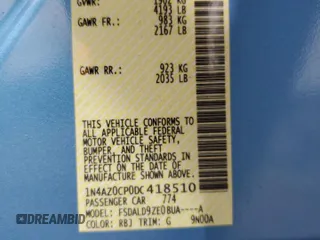 GVWR:
4193 LB
GAWR FR.: 983 KG
2167 LB
GAWR RR.: 923 KG
2035 LB
THIS VEHICLE CONFORMS TO
ALL APPLICABLE FEDERAL
MOTOR VEHICLE SAFETY,
BUMPER, AND THEFT
PREVENTION STANDARDS IN
EFFECT ON THE DATE OF
MANUFACTURE SHOWN ABOVE.
1N4AZ0CP0DC418510
PASSENGER CAR 774
MODEL: FSDALD9ZE0BUA----A
COLOR: RBJ TRIM: G 9N00A